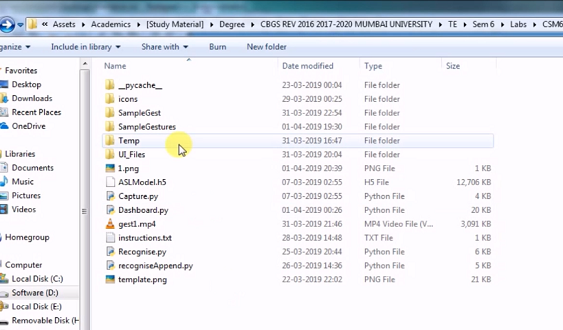 « Assets ▸ Academics ▸ [Study Material] ▸ Degree ▸ CBGS REV 2016 2017-2020 MUMBAI UNIVERSITY ▸ TE ▸ Sem 6 ▸ Labs ▸ CSM6
ganize ▾ Include in library ▾ Share with ▾ Burn New folder
Favorites
Desktop
Downloads
Recent Places
OneDrive
Libraries
Documents
Music
Pictures
Videos
Homegroup
Computer
Local Disk (C:)
Software (D:)
Local Disk (E:)
Removable Disk (H
Name Date modified Type Size
__pycache__ 23-03-2019 00:04 File folder
icons 29-03-2019 00:25 File folder
SampleGest 31-03-2019 22:54 File folder
SampleGestures 01-04-2019 19:30 File folder
Temp 31-03-2019 16:47 File folder
UI_Files 31-03-2019 20:04 File folder
1.png 01-04-2019 20:39 PNG File 1 KB
ASLModel.h5 07-03-2019 02:55 H5 File 12,706 KB
Capture.py 07-03-2019 02:55 Python File 4 KB
Dashboard.py 01-04-2019 00:26 Python File 20 KB
gest1.mp4 31-03-2019 21:46 MP4 Video File (V... 3,091 KB
instructions.txt 28-03-2019 14:48 TXT File 1 KB
Recognise.py 31-03-2019 20:12 Python File 6 KB
recogniseAppend.py 26-03-2019 14:36 Python File 5 KB
template.png 22-03-2019 22:02 PNG File 21 KB